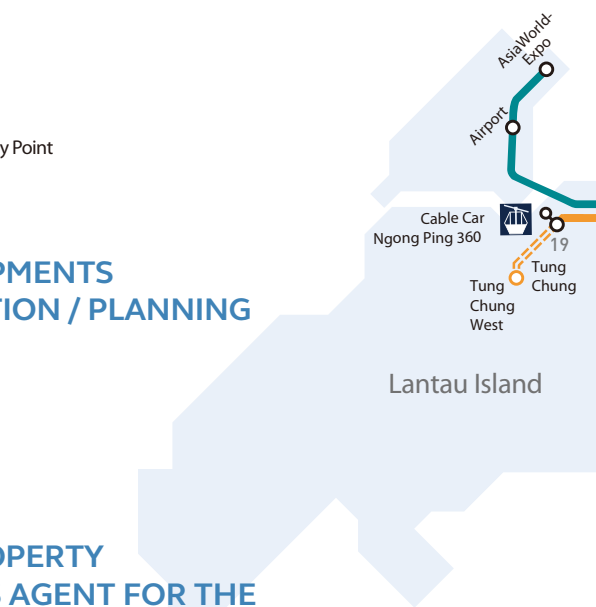 AsiaWorld-
Expo
Airport
y Point
Cable Car
Ngong Ping 360
19
Tung
Chung
Tung
Chung
West
PMENTS
TION / PLANNING
Lantau Island
OPERTY
AGENT FOR THE